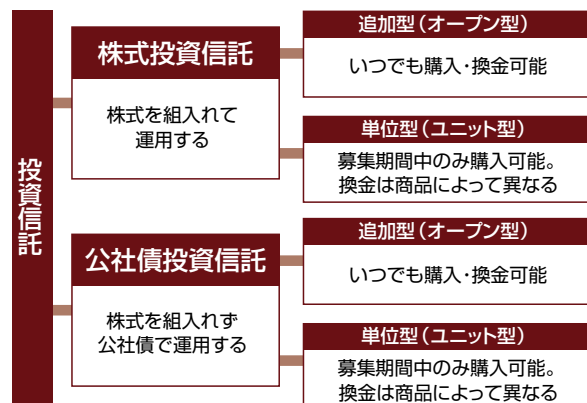 投資信託
株式投資信託
株式を組入れて
運用する
追加型（オープン型）
いつでも購入・換金可能
単位型（ユニット型）
募集期間中のみ購入可能。
換金は商品によって異なる
公社債投資信託
株式を組入れず
公社債で運用する
追加型（オープン型）
いつでも購入・換金可能
単位型（ユニット型）
募集期間中のみ購入可能。
換金は商品によって異なる